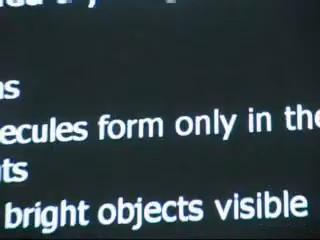 ns
ecules form only in the
ts
bright objects visible